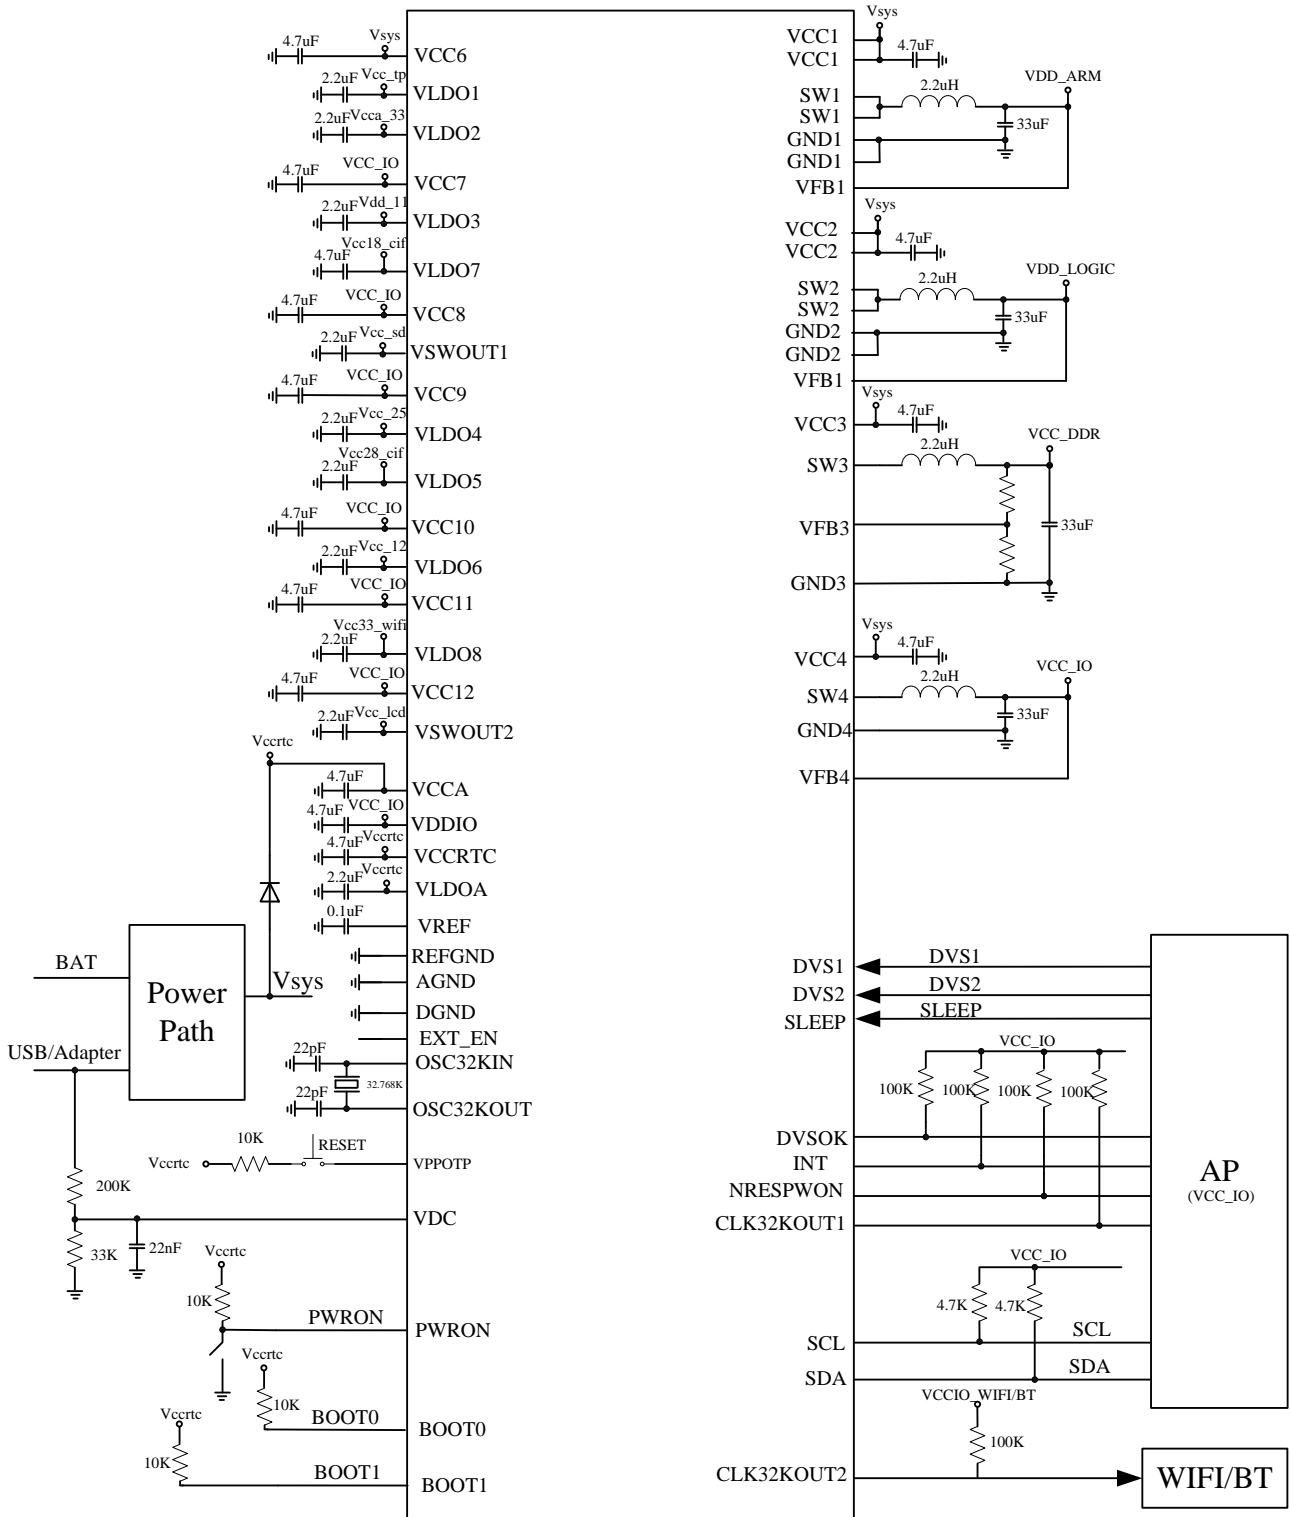 4.7uF Vsys VCC6
2.2uF Vcc_tp VLDO1
2.2uF Vcca_33 VLDO2
4.7uF VCC_IO VCC7
2.2uF Vdd_11 VLDO3
4.7uF Vcc18_cif VLDO7
4.7uF VCC_IO VCC8
2.2uF Vcc_sd VSWOUT1
4.7uF VCC_IO VCC9
2.2uF Vcc_25 VLDO4
2.2uF Vcc28_cif VLDO5
4.7uF VCC_IO VCC10
2.2uF Vcc_12 VLDO6
4.7uF VCC_IO VCC11
2.2uF Vcc33_wifi VLDO8
4.7uF VCC_IO VCC12
2.2uF Vcc_lcd VSWOUT2
Vccrtc
4.7uF VCCA
4.7uF VCC_IO VDDIO
4.7uF Vccrtc VCCRTC
2.2uF Vccrtc VLDOA
0.1uF VREF
REFGND
AGND
DGND
EXT_EN
BAT
Power
Path
Vsys
USB/Adapter
22pF OSC32KIN
32.768K
22pF OSC32KOUT
Vccrtc 10K RESET VPPOTP
200K
VDC
33K 22nF
Vccrtc
10K
PWRON PWRON
Vccrtc
10K
BOOT0 BOOT0
Vccrtc
10K
BOOT1 BOOT1
Vsys
VCC1
VCC1 4.7uF
SW1 2.2uH VDD_ARM
SW1 33uF
GND1
GND1
VFB1
Vsys
VCC2
VCC2 4.7uF
SW2 2.2uH VDD_LOGIC
SW2 33uF
GND2
GND2
VFB1
Vsys
VCC3 4.7uF
SW3 2.2uH VCC_DDR
VFB3 33uF
GND3
Vsys
VCC4 4.7uF
SW4 2.2uH VCC_IO
GND4 33uF
VFB4
DVS1 DVS1
DVS2 DVS2
SLEEP SLEEP
VCC_IO
100K 100K 100K 100K
DVSOK
INT
NRESPWON
CLK32KOUT1
AP
(VCC_IO)
VCC_IO
4.7K 4.7K
SCL SCL
SDA SDA
VCCIO_WIFI/BT
100K
CLK32KOUT2 WIFI/BT